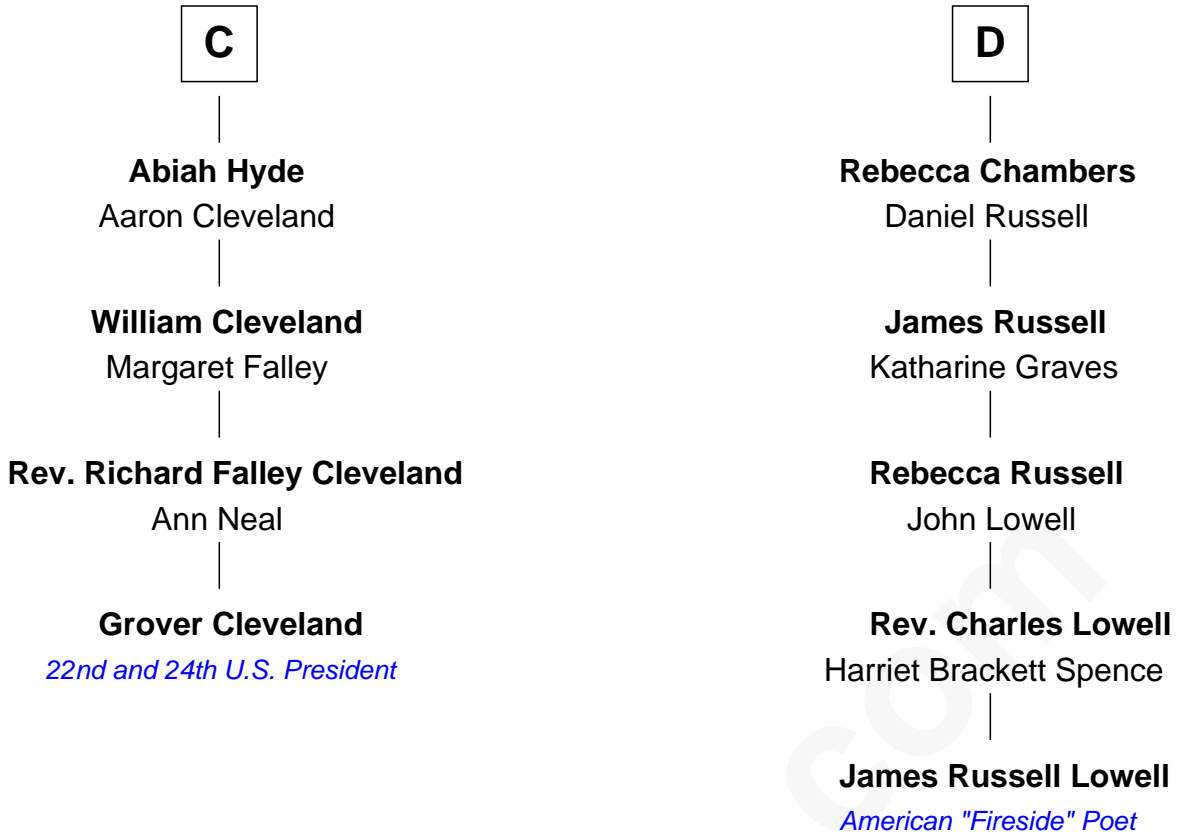 C
Abiah Hyde
Aaron Cleveland
William Cleveland
Margaret Falley
Rev. Richard Falley Cleveland
Ann Neal
Grover Cleveland
22nd and 24th U.S. President
D
Rebecca Chambers
Daniel Russell
James Russell
Katharine Graves
Rebecca Russell
John Lowell
Rev. Charles Lowell
Harriet Brackett Spence
James Russell Lowell
American "Fireside" Poet
com